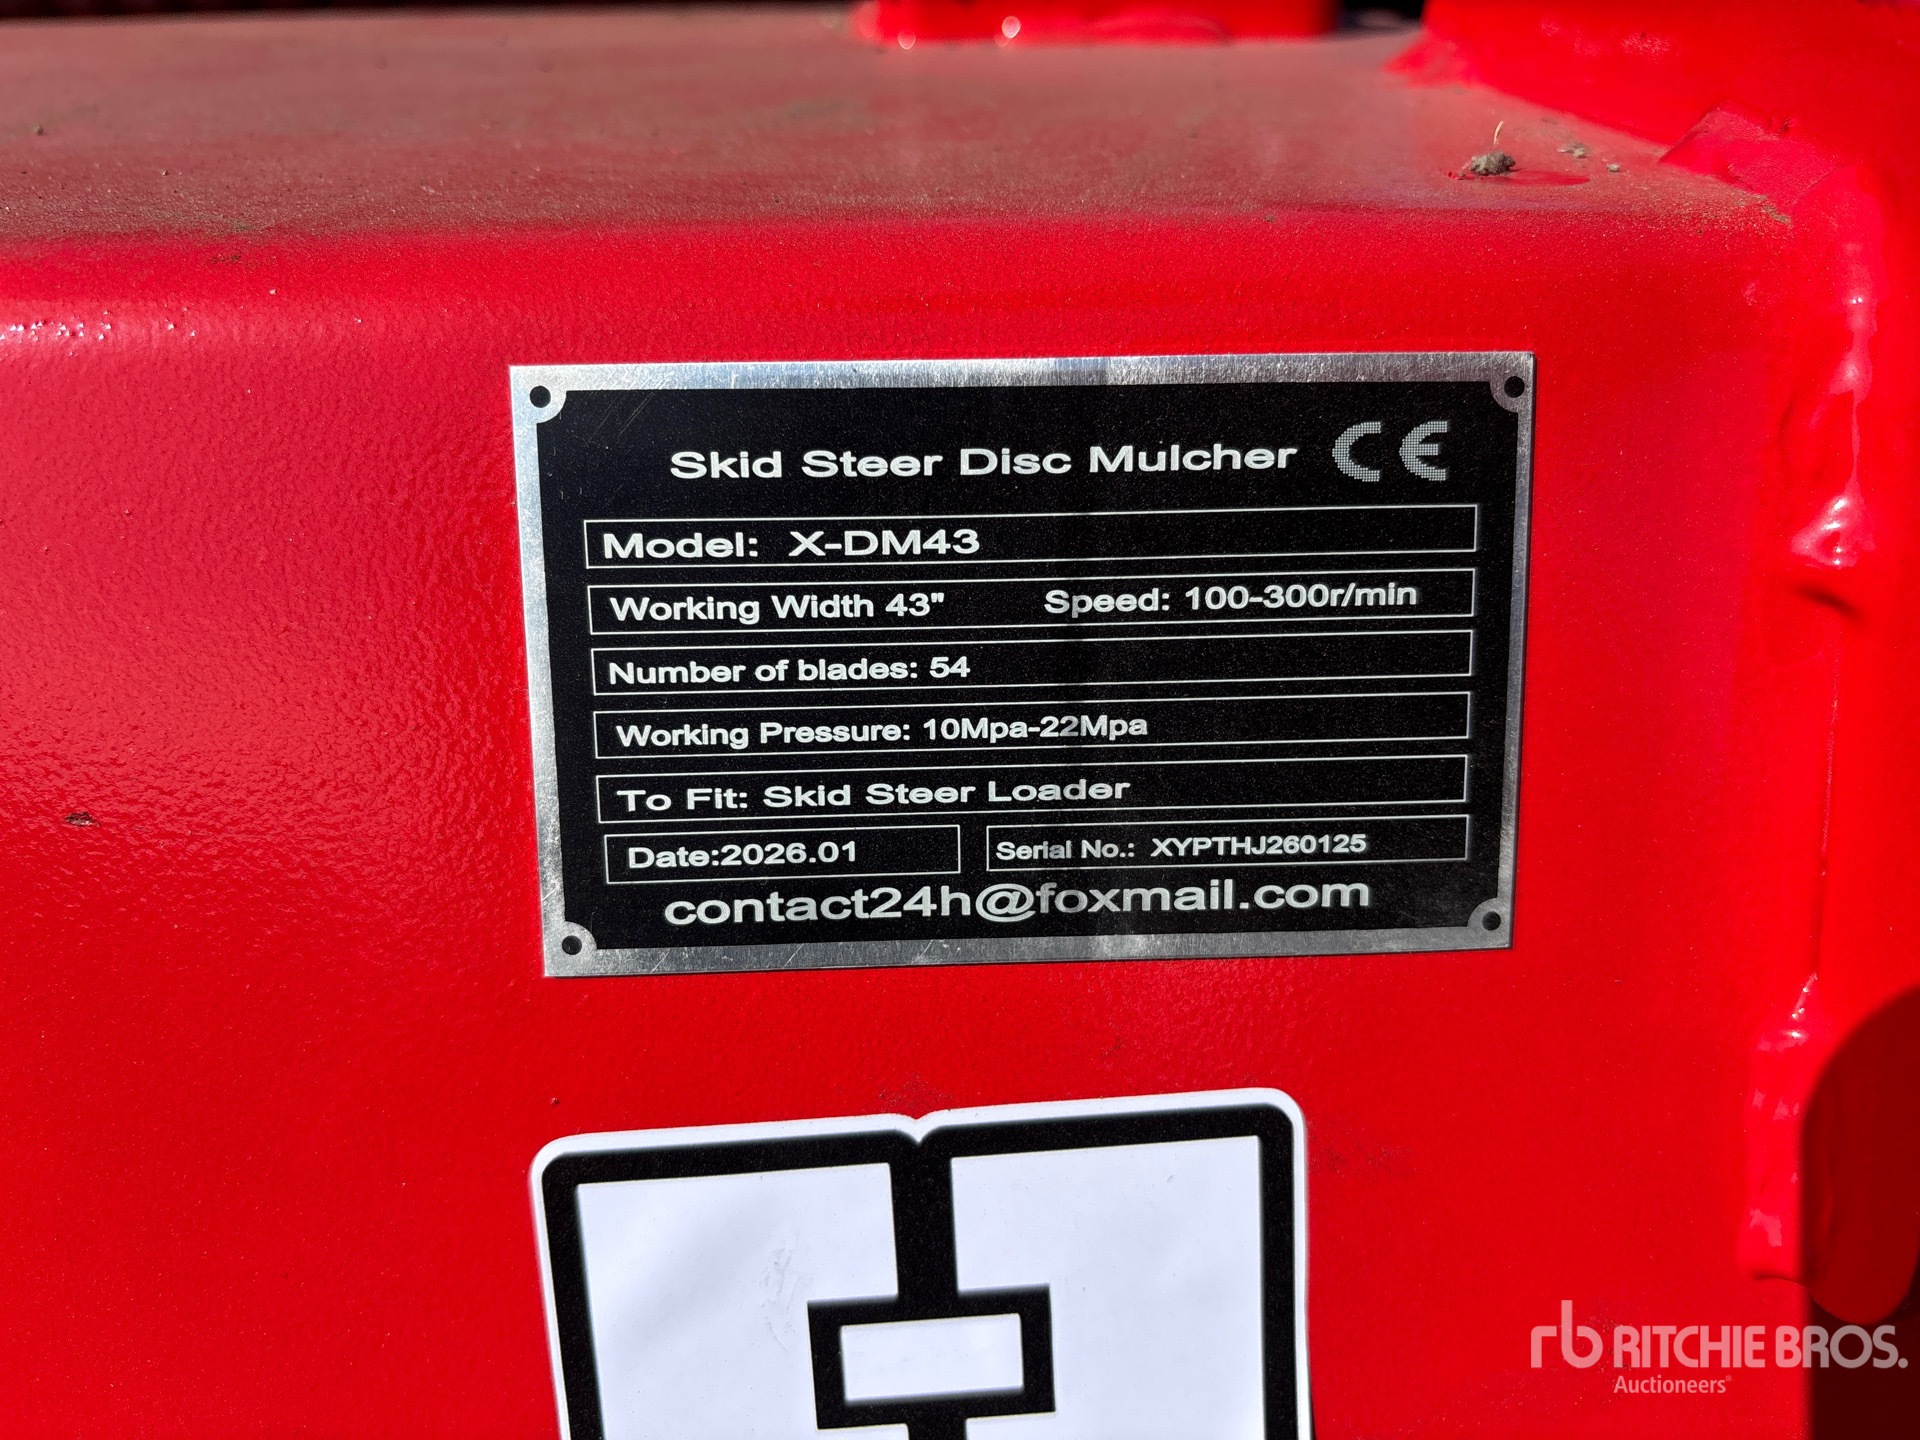 Skid Steer Disc Mulcher CE
Model: X-DM43
Working Width 43" Speed: 100-300r/min
Number of blades: 54
Working Pressure: 10Mpa-22Mpa
To Fit: Skid Steer Loader
Date:2026.01 Serial No.: XYPTHJ260125
contact24h@foxmail.com
rb RITCHIE BROS.
Auctioneers®